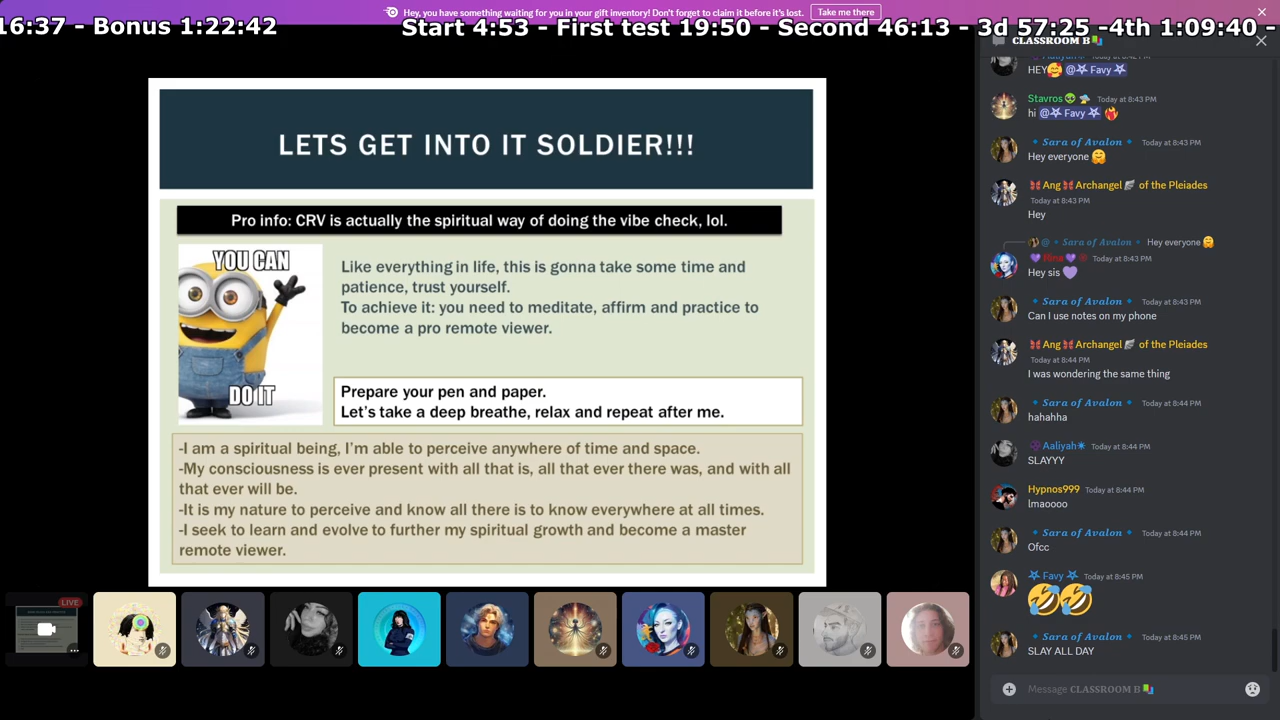 Hey, you have something waiting for you in your gift inventory! Don't forget to claim it before it's lost. Take me there
16:37 - Bonus 1:22:42 Start 4:53 - First test 19:50 - Second 46:13 - 3d 57:25 -4th 1:09:40 -
CLASSROOM B
LETS GET INTO IT SOLDIER!!!
Pro info: CRV is actually the spiritual way of doing the vibe check, lol.
YOU CAN
DO IT
Like everything in life, this is gonna take some time and
patience, trust yourself.
To achieve it: you need to meditate, affirm and practice to
become a pro remote viewer.
Prepare your pen and paper.
Let's take a deep breathe, relax and repeat after me.
-I am a spiritual being, I'm able to perceive anywhere of time and space.
-My consciousness is ever present with all that is, all that ever there was, and with all
that ever will be.
-It is my nature to perceive and know all there is to know everywhere at all times.
-I seek to learn and evolve to further my spiritual growth and become a master
remote viewer.
LIVE
HEY🥰 @⛧ Favy ⛧
Stavros Today at 8:43 PM
hi @⛧ Favy ⛧ ❤️‍🔥
Sara of Avalon Today at 8:43 PM
Hey everyone 🤗
Ang Archangel of the Pleiades
Today at 8:43 PM
Hey
@ Sara of Avalon Hey everyone 🤗
Rine Today at 8:43 PM
Hey sis 💜
Sara of Avalon Today at 8:43 PM
Can I use notes on my phone
Ang Archangel of the Pleiades
Today at 8:44 PM
I was wondering the same thing
Sara of Avalon Today at 8:44 PM
hahahha
Aaliyah Today at 8:44 PM
SLAYYY
Hypnos999 Today at 8:44 PM
lmaoooo
Sara of Avalon Today at 8:44 PM
Ofcc
⛧ Favy ⛧ Today at 8:45 PM
🤣🤣
Sara of Avalon Today at 8:45 PM
SLAY ALL DAY
Message CLASSROOM B